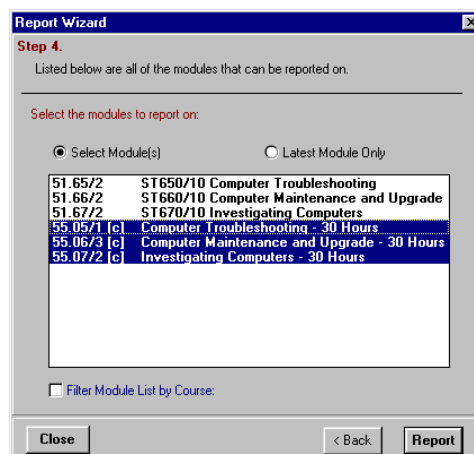 Report Wizard
Step 4.
Listed below are all of the modules that can be reported on.
Select the modules to report on:
Select Module(s) Latest Module Only
51.65/2 ST650/10 Computer Troubleshooting
51.66/2 ST660/10 Computer Maintenance and Upgrade
51.67/2 ST670/10 Investigating Computers
55.05/1 [c] Computer Troubleshooting - 30 Hours
55.06/3 [c] Computer Maintenance and Upgrade - 30 Hours
55.07/2 [c] Investigating Computers - 30 Hours
Filter Module List by Course:
Close < Back Report